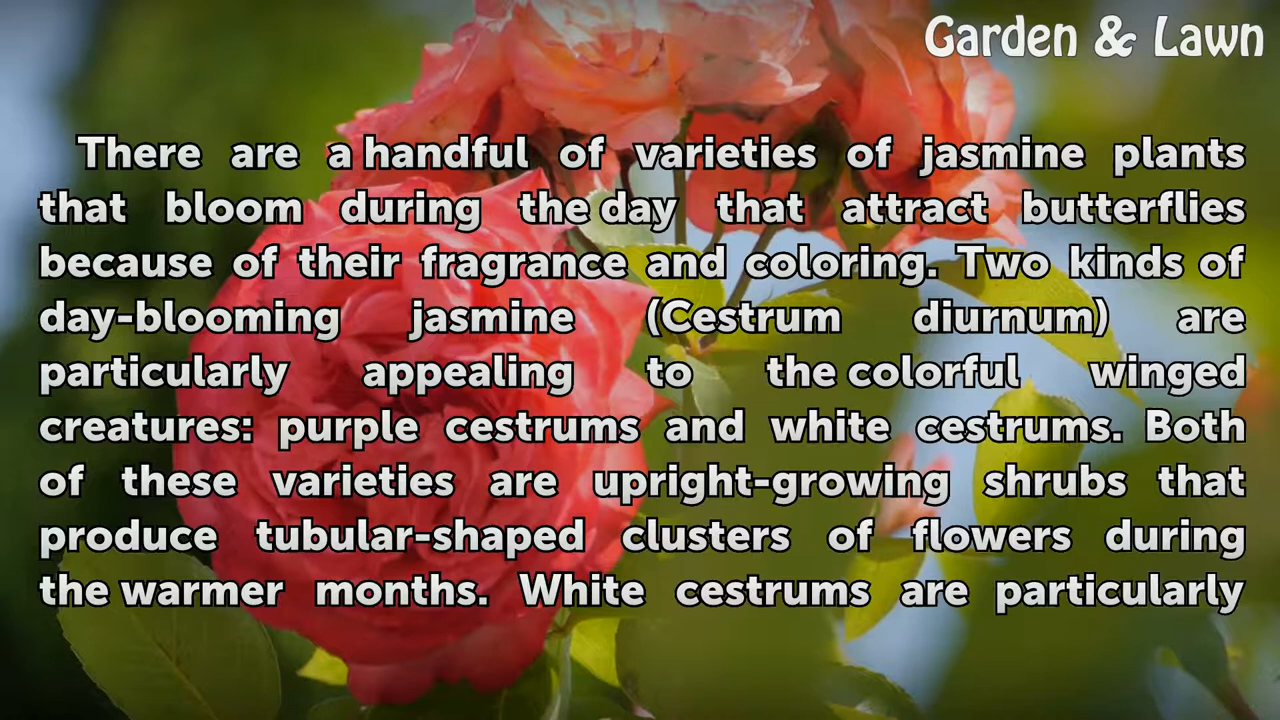 Garden & Lawn
There are a handful of varieties of jasmine plants
that bloom during the day that attract butterflies
because of their fragrance and coloring. Two kinds of
day-blooming jasmine (Cestrum diurnum) are
particularly appealing to the colorful winged
creatures: purple cestrums and white cestrums. Both
of these varieties are upright-growing shrubs that
produce tubular-shaped clusters of flowers during
the warmer months. White cestrums are particularly